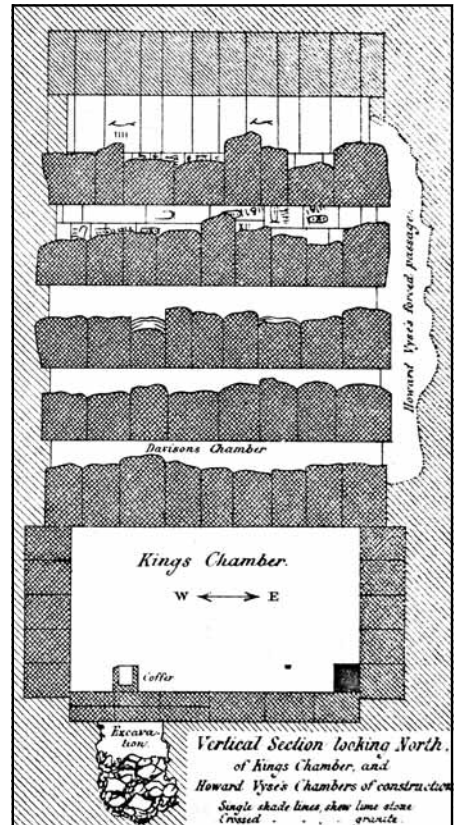 Howard Vyse's forced passage.
Davisons Chamber
Kings Chamber.
W E
Coffer
Excava-
tion.
Vertical Section looking North.
of Kings Chamber, and
Howard Vyse's Chambers of construction
Single shade lines, shew lime stone
Crossed . . . . granite.